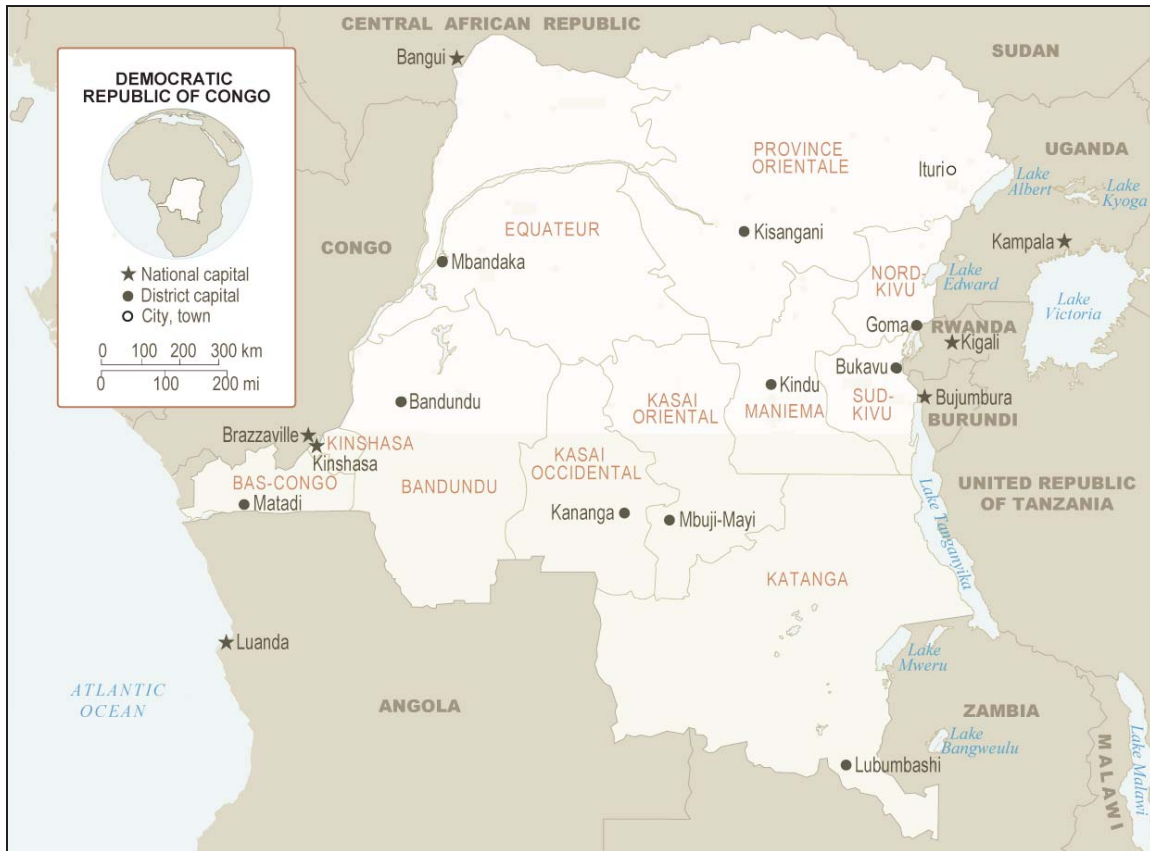 CENTRAL AFRICAN REPUBLIC
SUDAN
Bangui
DEMOCRATIC
REPUBLIC OF CONGO
National capital
District capital
City, town
0 100 200 300 km
0 100 200 mi
PROVINCE
ORIENTALE
Ituri
UGANDA
Lake
Albert
Lake
Kyoga
CONGO
EQUATEUR
Kisangani
Kampala
Mbandaka
NORD-
KIVU
Lake
Edward
Lake
Victoria
Goma
RWANDA
Kigali
Bukavu
Bandundu
KASAI
ORIENTAL
Kindu
MANIEMA
SUD-
KIVU
Bujumbura
BURUNDI
Brazzaville
KINSHASA
Kinshasa
BAS-CONGO
Matadi
BANDUNDU
KASAI
OCCIDENTAL
Kananga
Mbuji-Mayi
UNITED REPUBLIC
OF TANZANIA
Lake Tanganyika
KATANGA
Luanda
Lake
Mweru
ATLANTIC
OCEAN
ANGOLA
ZAMBIA
Lake
Bangweulu
Lubumbashi
MALAWI
Lake Malawi